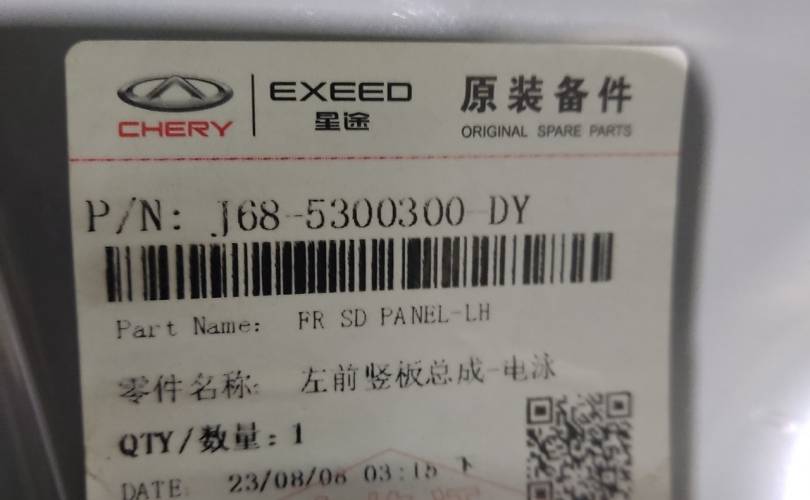 CHERY
EXEED
星途
原装备件
ORIGINAL SPARE PARTS
P/N: J68-5300300-DY
Part Name: FR SD PANEL-LH
零件名称: 左前竖板总成-电泳
QTY/数量: 1
DATE: 23/08/08 03:15 下